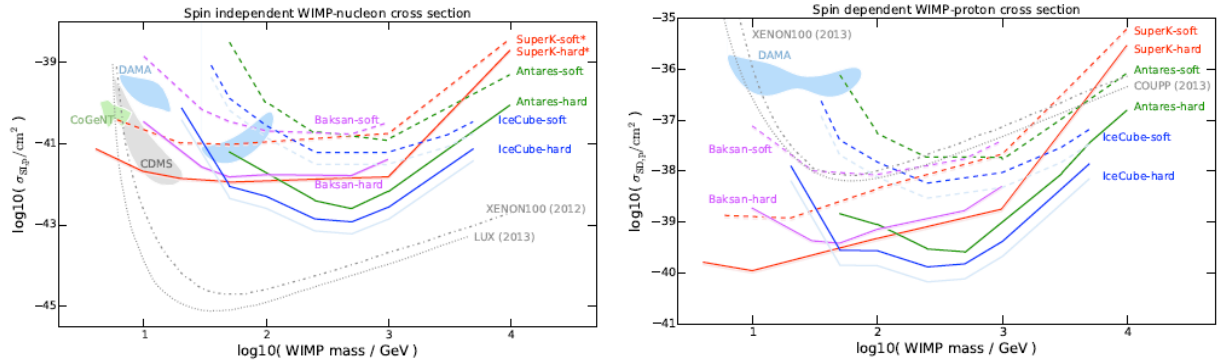 Spin independent WIMP-nucleon cross section
log10( σ_SI,p/cm² )
−39
−41
−43
−45
DAMA
CoGeNT
CDMS
Baksan-soft
Baksan-hard
SuperK-soft*
SuperK-hard*
Antares-soft
Antares-hard
IceCube-soft
IceCube-hard
XENON100 (2012)
LUX (2013)
1
2
3
4
log10( WIMP mass / GeV )
Spin dependent WIMP-proton cross section
log10( σ_SD,p/cm² )
−35
−36
−37
−38
−39
−40
−41
XENON100 (2013)
DAMA
Baksan-soft
Baksan-hard
SuperK-soft
SuperK-hard
Antares-soft
COUPP (2013)
Antares-hard
IceCube-soft
IceCube-hard
1
2
3
4
log10( WIMP mass / GeV )